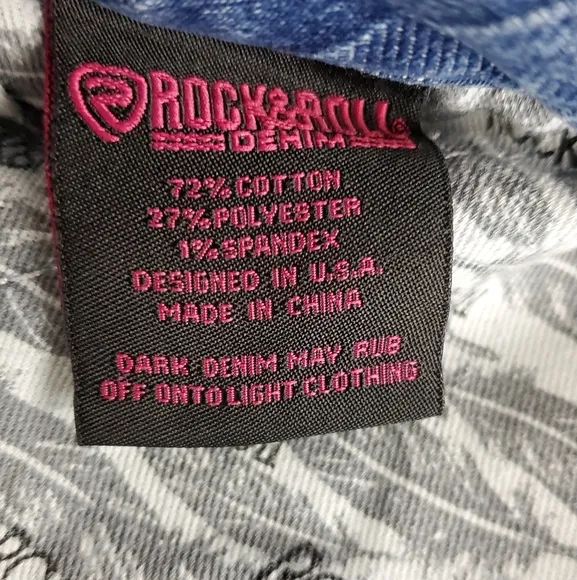 ROCK&ROLL®
DENIM
72% COTTON
27% POLYESTER
1% SPANDEX
DESIGNED IN U.S.A.
MADE IN CHINA
DARK DENIM MAY RUB
OFF ONTO LIGHT CLOTHING